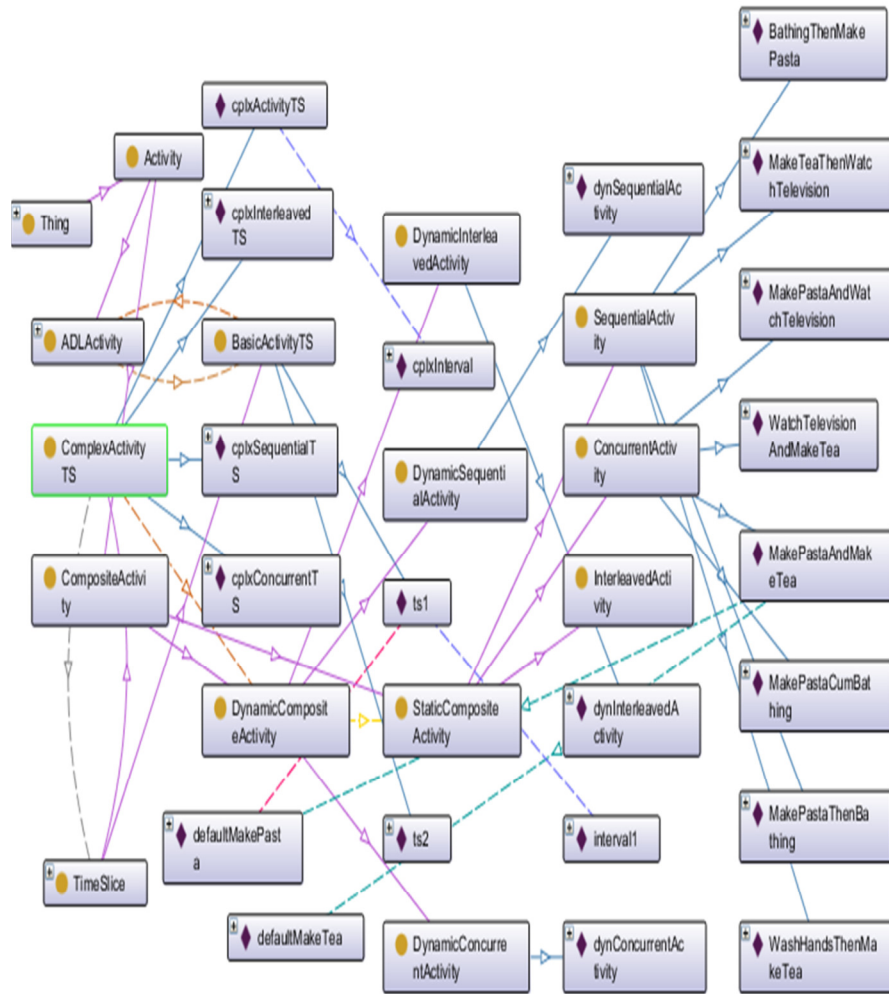 BathingThenMake
Pasta
cplxActivityTS
Activity
MakeTeaThenWatc
hTelevision
dynSequentialAc
tivity
cplxInterleaved
TS
Thing
DynamicInterlea
vedActivity
MakePastaAndWat
chTelevision
SequentialActiv
ity
ADLActivity
BasicActivityTS
cplxInterval
ComplexActivity
TS
cplxSequentialT
S
DynamicSequenti
alActivity
ConcurrentActiv
ity
WatchTelevision
AndMakeTea
CompositeActivi
ty
cplxConcurrentT
S
ts1
InterleavedActi
vity
MakePastaAndMak
eTea
DynamicComposit
eActivity
StaticComposite
Activity
dynInterleavedA
ctivity
MakePastaCumBat
hing
defaultMakePast
a
ts2
interval1
MakePastaThenBa
thing
TimeSlice
defaultMakeTea
DynamicConcurre
ntActivity
dynConcurrentAc
tivity
WashHandsThenMa
keTea